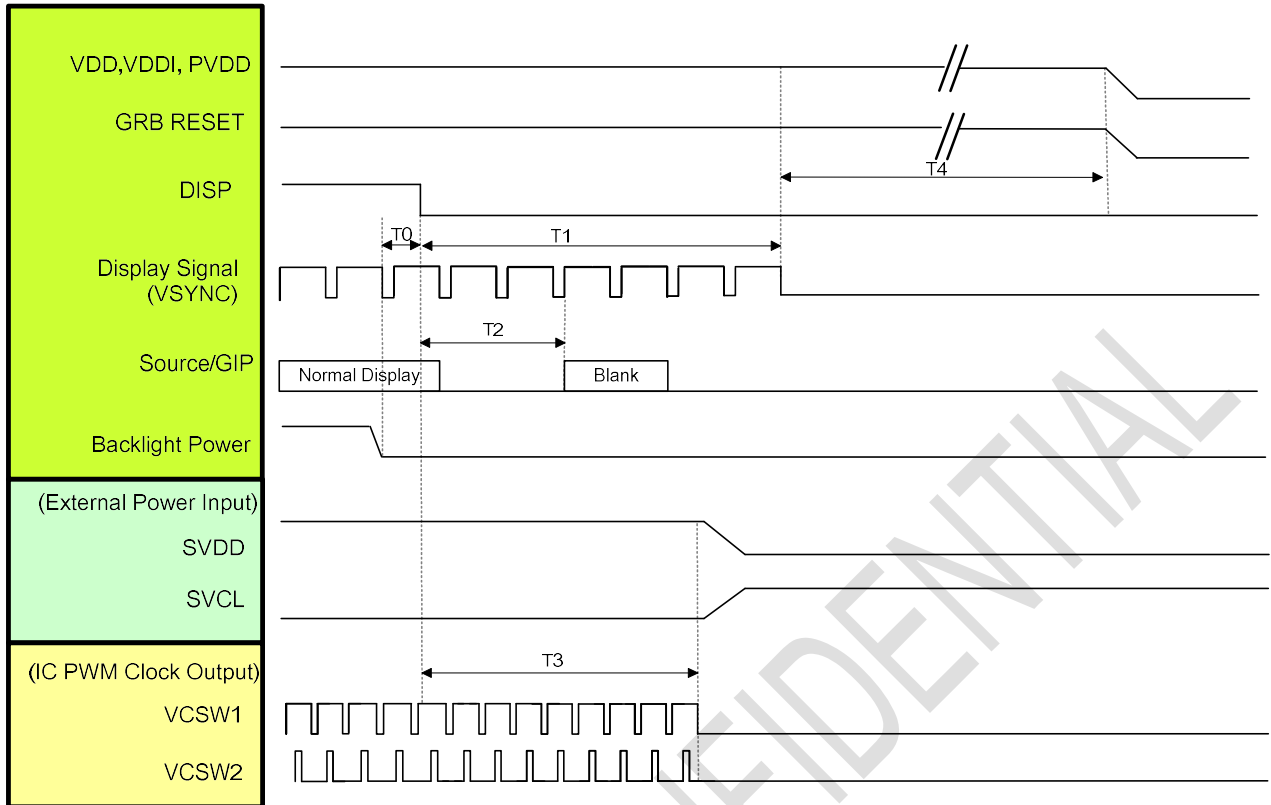 VDD,VDDI, PVDD
GRB RESET
T4
DISP
T0
T1
Display Signal
(VSYNC)
T2
Source/GIP
Normal Display
Blank
Backlight Power
(External Power Input)
SVDD
SVCL
T3
(IC PWM Clock Output)
VCSW1
VCSW2
FIDENTIAL